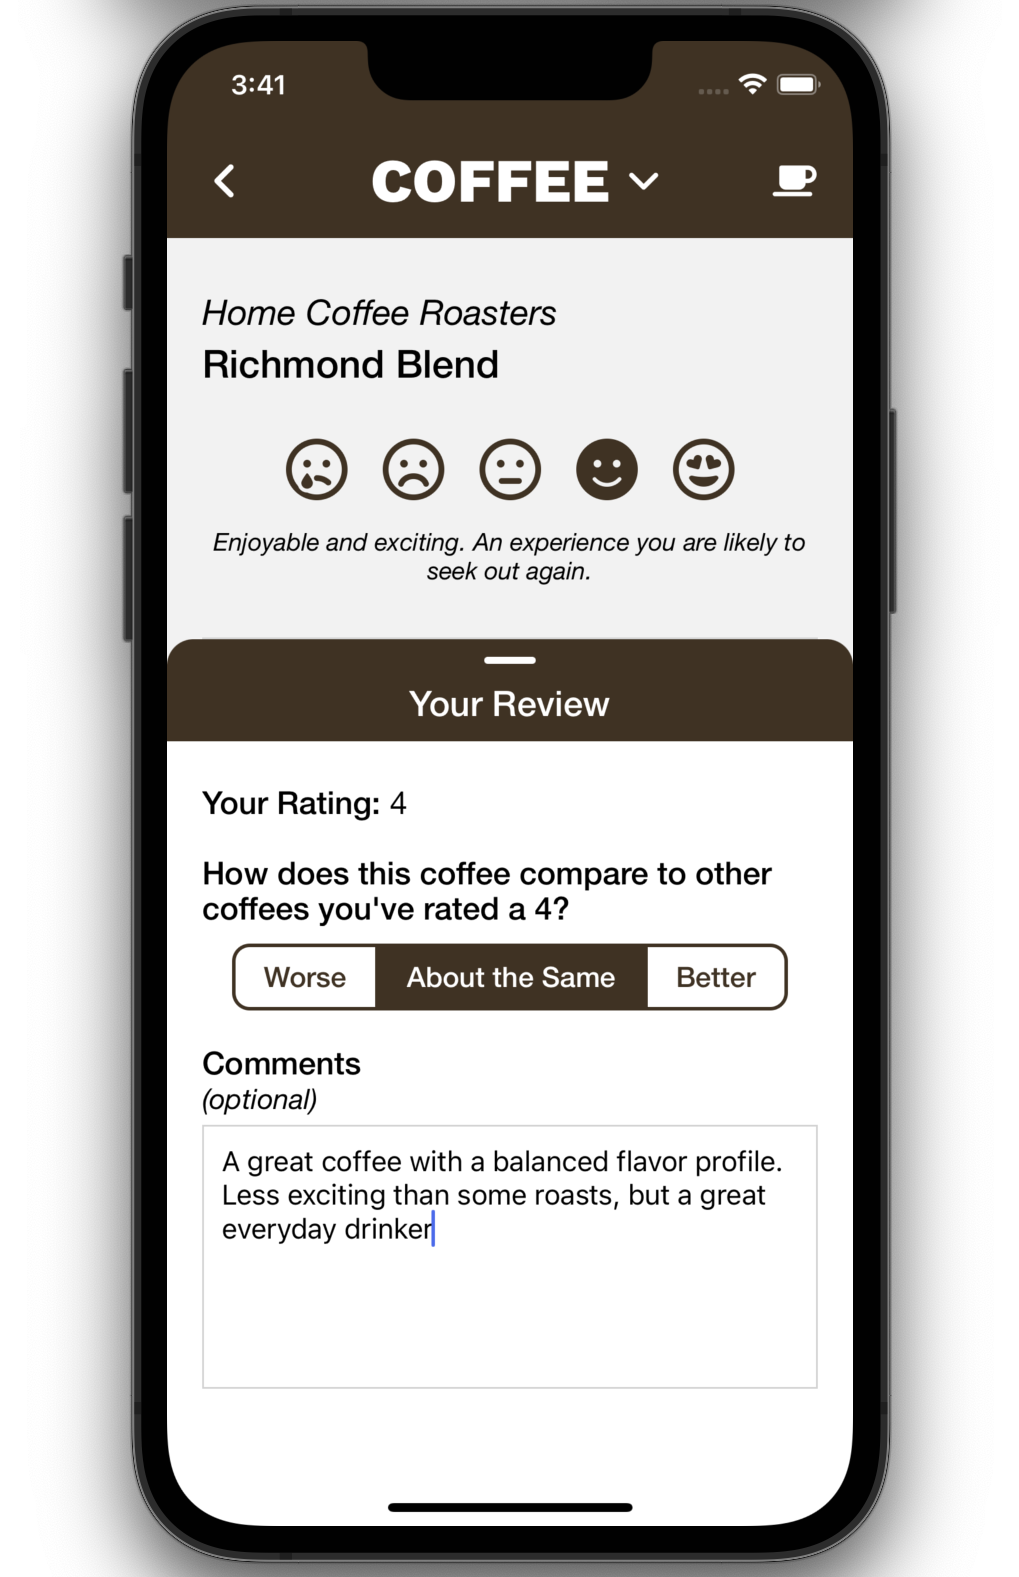 3:41
COFFEE
Home Coffee Roasters
Richmond Blend
Enjoyable and exciting. An experience you are likely to
seek out again.
Your Review
Your Rating: 4
How does this coffee compare to other
coffees you've rated a 4?
Worse About the Same Better
Comments
(optional)
A great coffee with a balanced flavor profile.
Less exciting than some roasts, but a great
everyday drinker